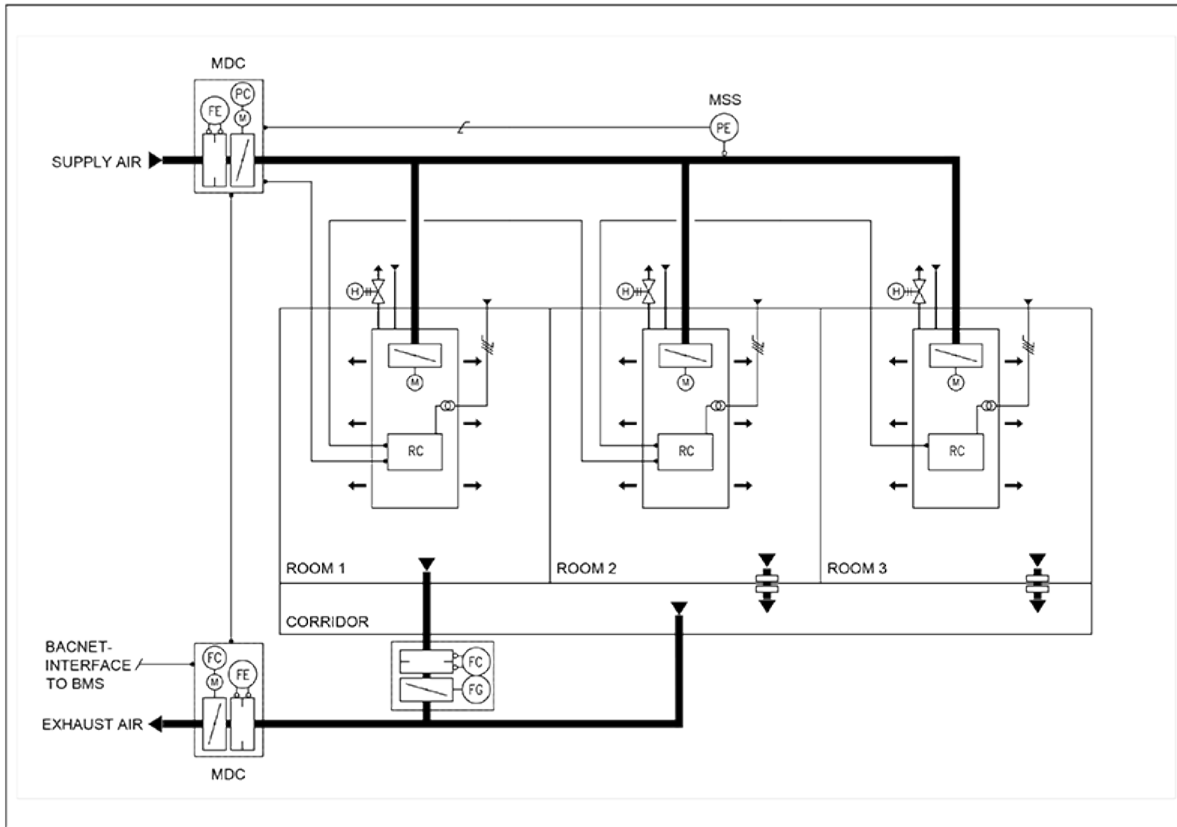 MDC
PC
FE
M
MSS
PE
SUPPLY AIR
H
H
H
M
M
M
RC
RC
RC
ROOM 1
ROOM 2
ROOM 3
CORRIDOR
BACNET-
INTERFACE
TO BMS
FC
FE
M
FC
FG
EXHAUST AIR
MDC